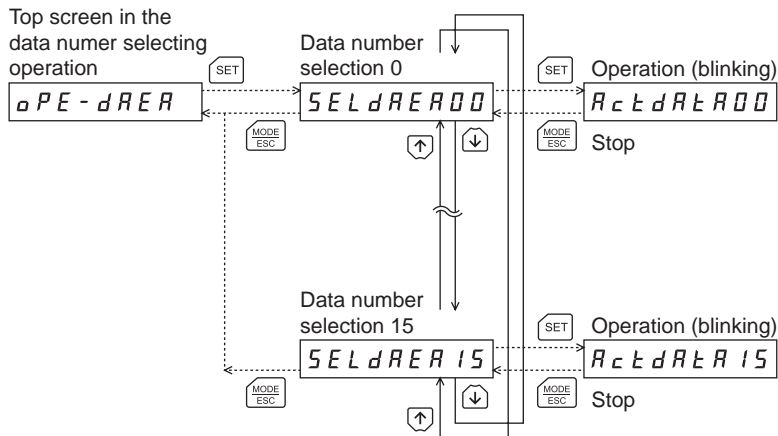 Top screen in the
data numer selecting
operation
SET
oPE-dAtA
Data number
selection 0
SELdAtA00
SET
Operation (blinking)
ActdAtA00
MODE
ESC
MODE
ESC
Stop
Data number
selection 15
SELdAtA15
SET
Operation (blinking)
ActdAtA15
MODE
ESC
MODE
ESC
Stop